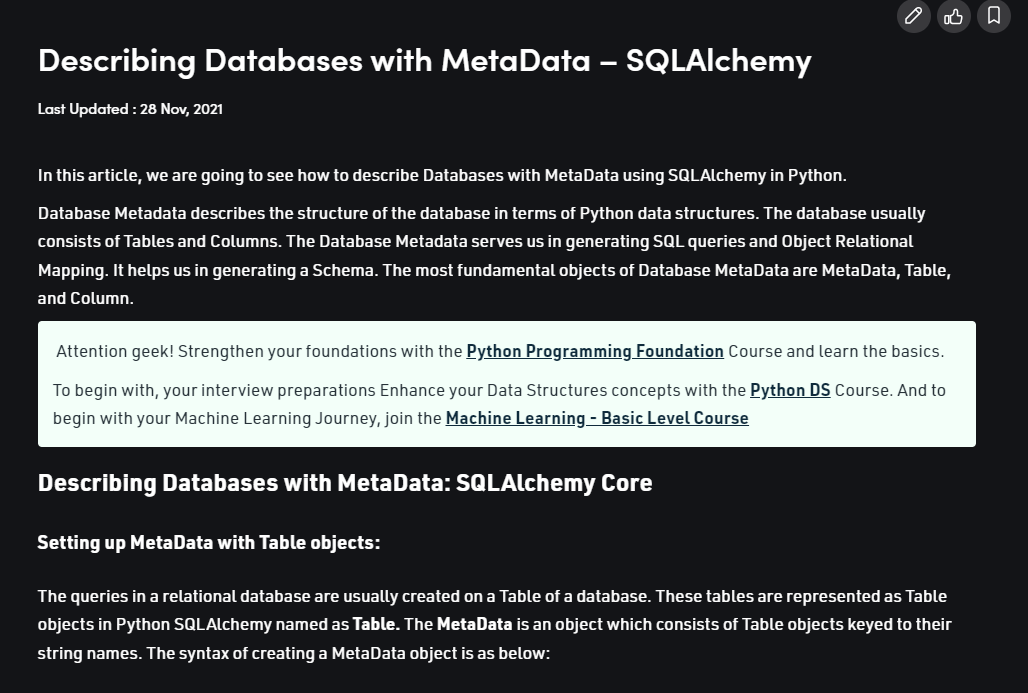 Describing Databases with MetaData – SQLAlchemy
Last Updated : 28 Nov, 2021
In this article, we are going to see how to describe Databases with MetaData using SQLAlchemy in Python.
Database Metadata describes the structure of the database in terms of Python data structures. The database usually
consists of Tables and Columns. The Database Metadata serves us in generating SQL queries and Object Relational
Mapping. It helps us in generating a Schema. The most fundamental objects of Database MetaData are MetaData, Table,
and Column.
Attention geek! Strengthen your foundations with the Python Programming Foundation Course and learn the basics.
To begin with, your interview preparations Enhance your Data Structures concepts with the Python DS Course. And to
begin with your Machine Learning Journey, join the Machine Learning - Basic Level Course
Describing Databases with MetaData: SQLAlchemy Core
Setting up MetaData with Table objects:
The queries in a relational database are usually created on a Table of a database. These tables are represented as Table
objects in Python SQLAlchemy named as Table. The MetaData is an object which consists of Table objects keyed to their
string names. The syntax of creating a MetaData object is as below: